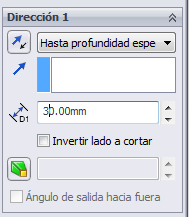 Dirección 1
Hasta profundidad espe
D1
30.00mm
Invertir lado a cortar
Ángulo de salida hacia fuera